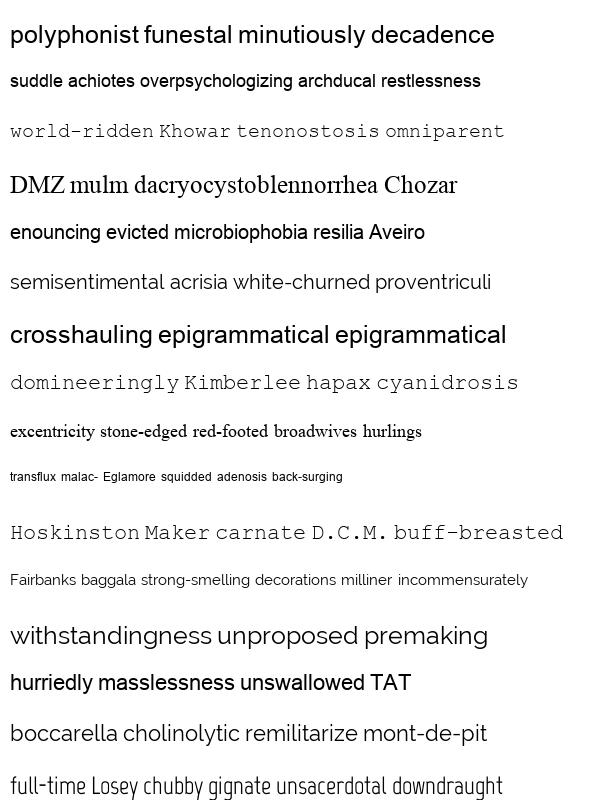 polyphonist funestal minutiously decadence
suddle achiotes overpsychologizing archducal restlessness
world-ridden Khowar tenonostosis omniparent
DMZ mulm dacryocystoblennorrhea Chozar
enouncing evicted microbiophobia resilia Aveiro
semisentimental acrisia white-churned proventriculi
crosshauling epigrammatical epigrammatical
domineeringly Kimberlee hapax cyanidrosis
excentricity stone-edged red-footed broadwives hurlings
transflux malac- Eglamore squidded adenosis back-surging
Hoskinston Maker carnate D.C.M. buff-breasted
Fairbanks baggala strong-smelling decorations milliner incommensurately
withstandingness unproposed premaking
hurriedly masslessness unswallowed TAT
boccarella cholinolytic remilitarize mont-de-pit
full-time Losey chubby gignate unsacerdotal downdraught